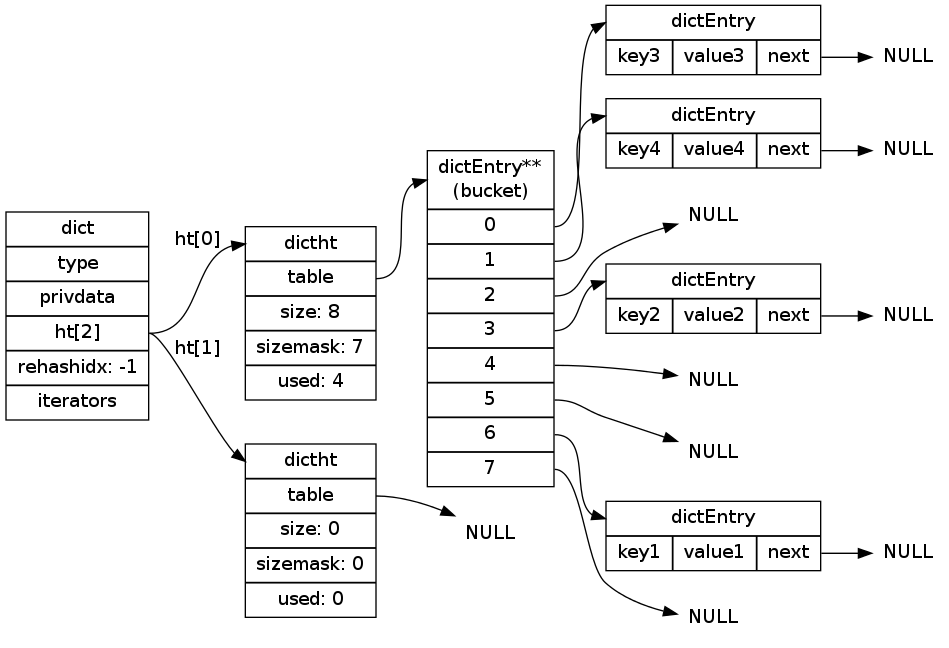 dict
type
privdata
ht[2]
rehashidx: -1
iterators
ht[0]
ht[1]
dictht
table
size: 8
sizemask: 7
used: 4
dictht
table
size: 0
sizemask: 0
used: 0
NULL
dictEntry**
(bucket)
0
1
2
3
4
5
6
7
dictEntry
key3 value3 next NULL
dictEntry
key4 value4 next NULL
NULL
dictEntry
key2 value2 next NULL
NULL
NULL
dictEntry
key1 value1 next NULL
NULL